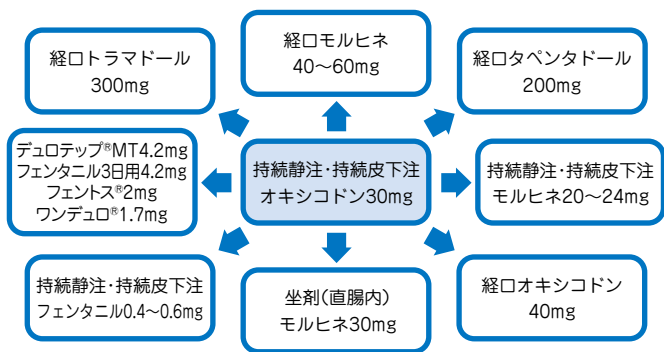 経口トラマドール
300mg
経口モルヒネ
40〜60mg
経口タペンタドール
200mg
デュロテップ®MT4.2mg
フェンタニル3日用4.2mg
フェントス®2mg
ワンデュロ®1.7mg
持続静注・持続皮下注
オキシコドン30mg
持続静注・持続皮下注
モルヒネ20〜24mg
持続静注・持続皮下注
フェンタニル0.4〜0.6mg
坐剤(直腸内)
モルヒネ30mg
経口オキシコドン
40mg